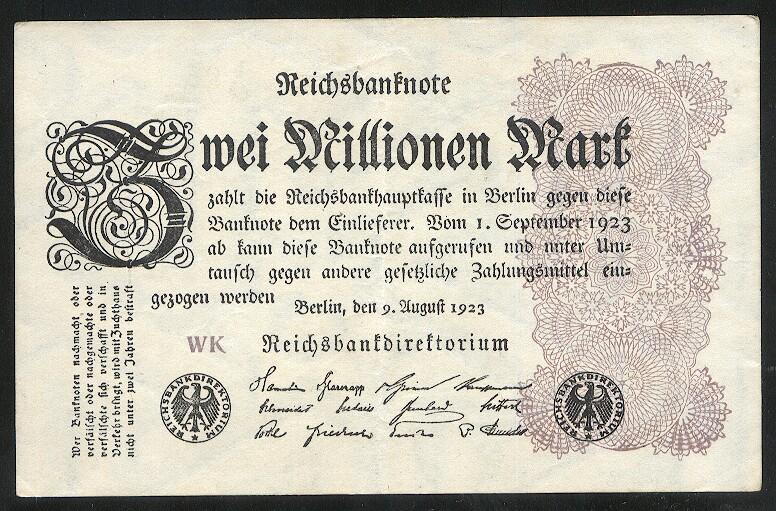 Reichsbanknote
Zwei Millionen Mark
zahlt die Reichsbankhauptkasse in Berlin gegen diese
Banknote dem Einlieferer. Vom 1. September 1923
ab kann diese Banknote aufgerufen und unter Um-
tausch gegen andere gesetzliche Zahlungsmittel ein-
gezogen werden
Berlin, den 9. August 1923
WK
Reichsbankdirektorium
REICHSBANKDIREKTORIUM
REICHSBANKDIREKTORIUM
Wer Banknoten nachmacht oder
verfälscht oder nachgemachte oder
verfälschte sich verschafft und in
Verkehr bringt, wird mit Zuchthaus
nicht unter zwei Jahren bestraft